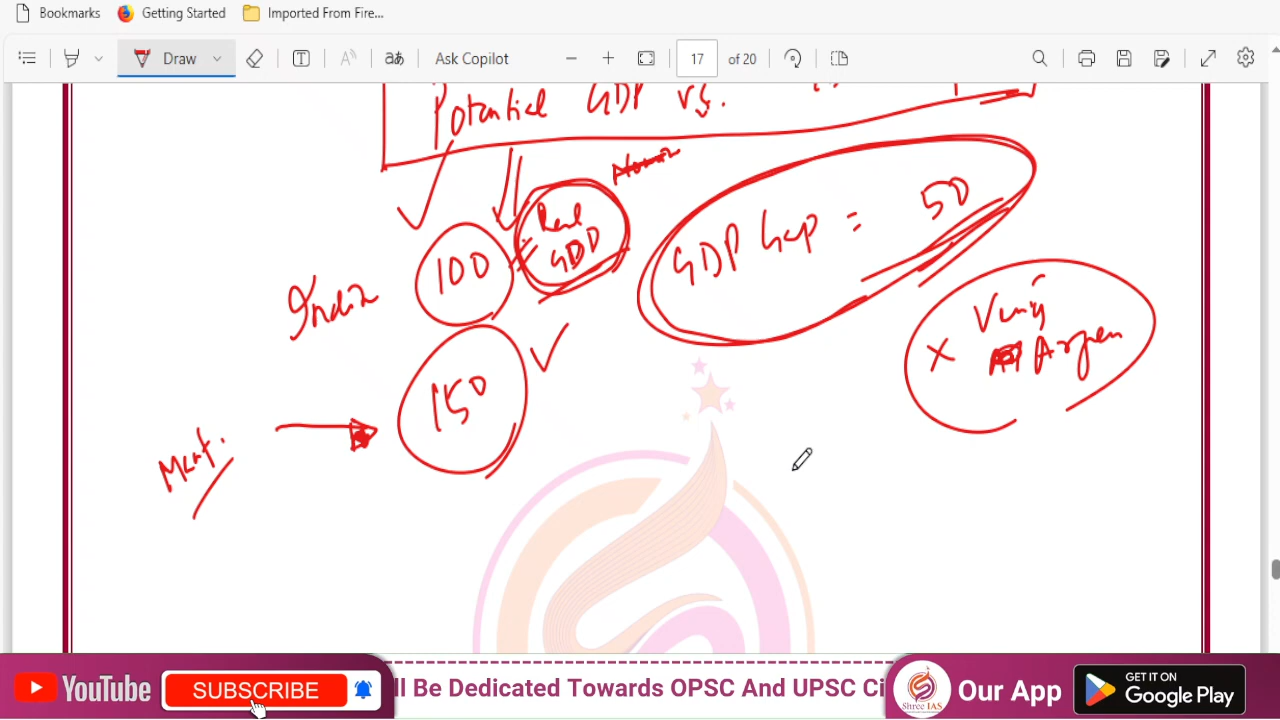 Bookmarks Getting Started Imported From Fire...
Draw Ask Copilot 17 of 20
Potential GDP vs.
Real
GDP
GDP Gap = 50
India 100
150
X
YouTube SUBSCRIBE ll Be Dedicated Towards OPSC And UPSC Ci Shree IAS Our App GET IT ON Google Play